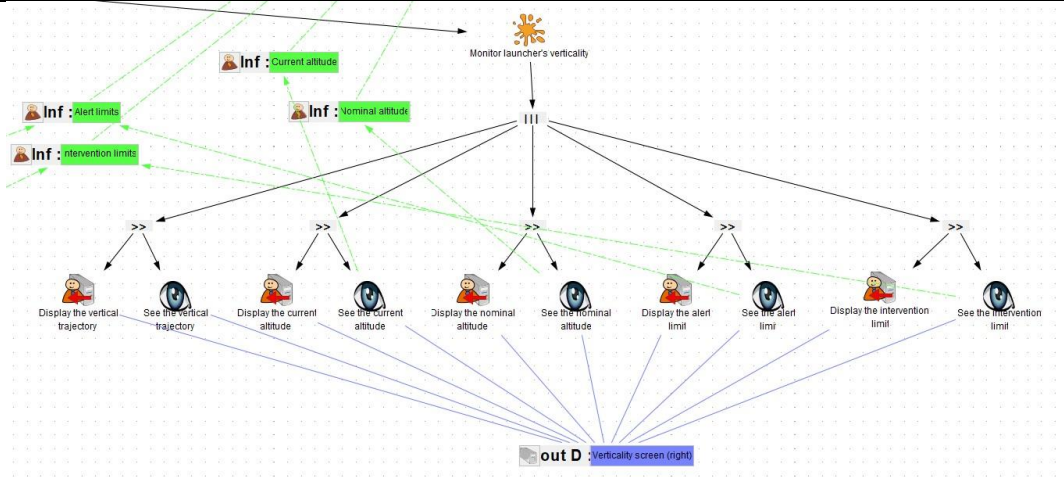 Monitor launcher's verticality
Inf : Current altitude
Inf : Alert limits
Inf : Nominal altitude
Inf : ntervention limits
|||
>>
>>
>>
>>
>>
Display the vertical
trajectory
See the vertical
trajectory
Display the current
altitude
See the current
altitude
Display the nominal
altitude
See the nominal
altitude
Display the alert
limit
See the alert
limit
Display the intervention
limit
See the intervention
limit
out D : Verticality screen (right)